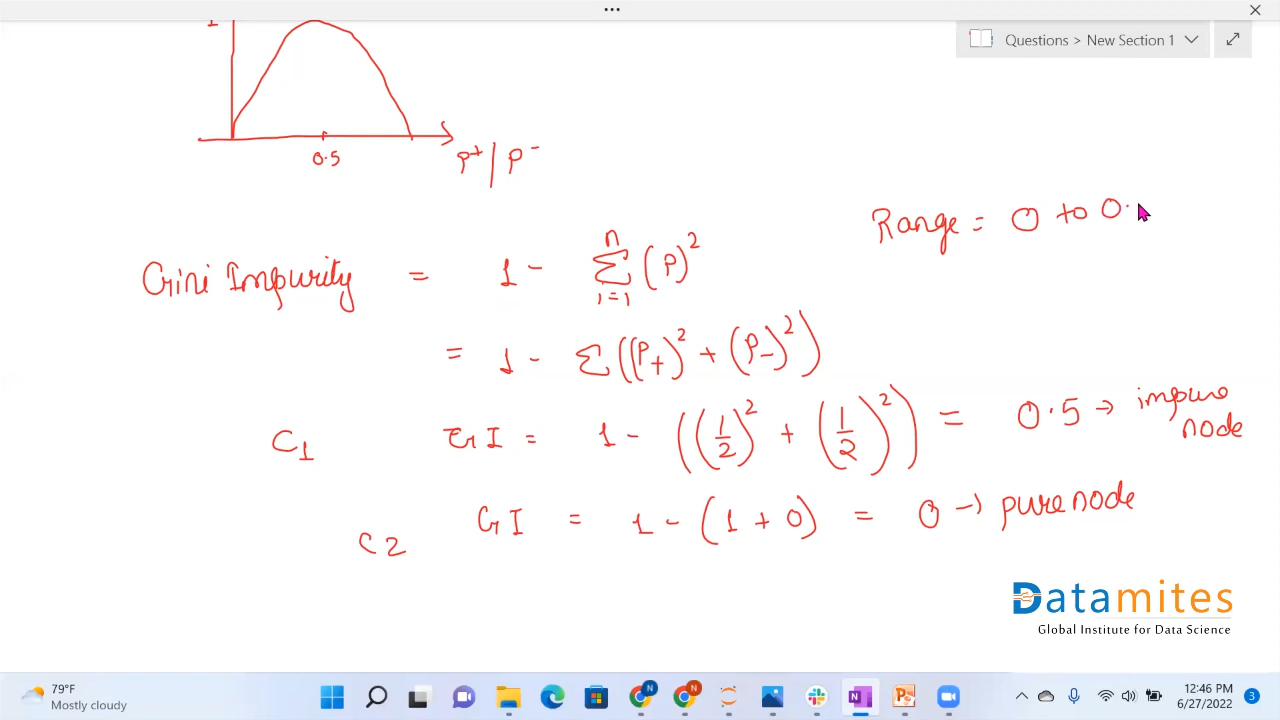 Questions > New Section 1
1
0.5
P+ / P-
Range = 0 to 0.
Gini Impurity = 1 - n Σ i=1 (P)²
= 1 - Σ((P+)² + (P-)²)
C1 GI = 1 - ((1/2)² + (1/2)²) = 0.5 → impure node
C2 GI = 1 - (1 + 0) = 0 → pure node
Datamites
Global Institute for Data Science
79°F
Mostly cloudy
12:46 PM
6/27/2022
3